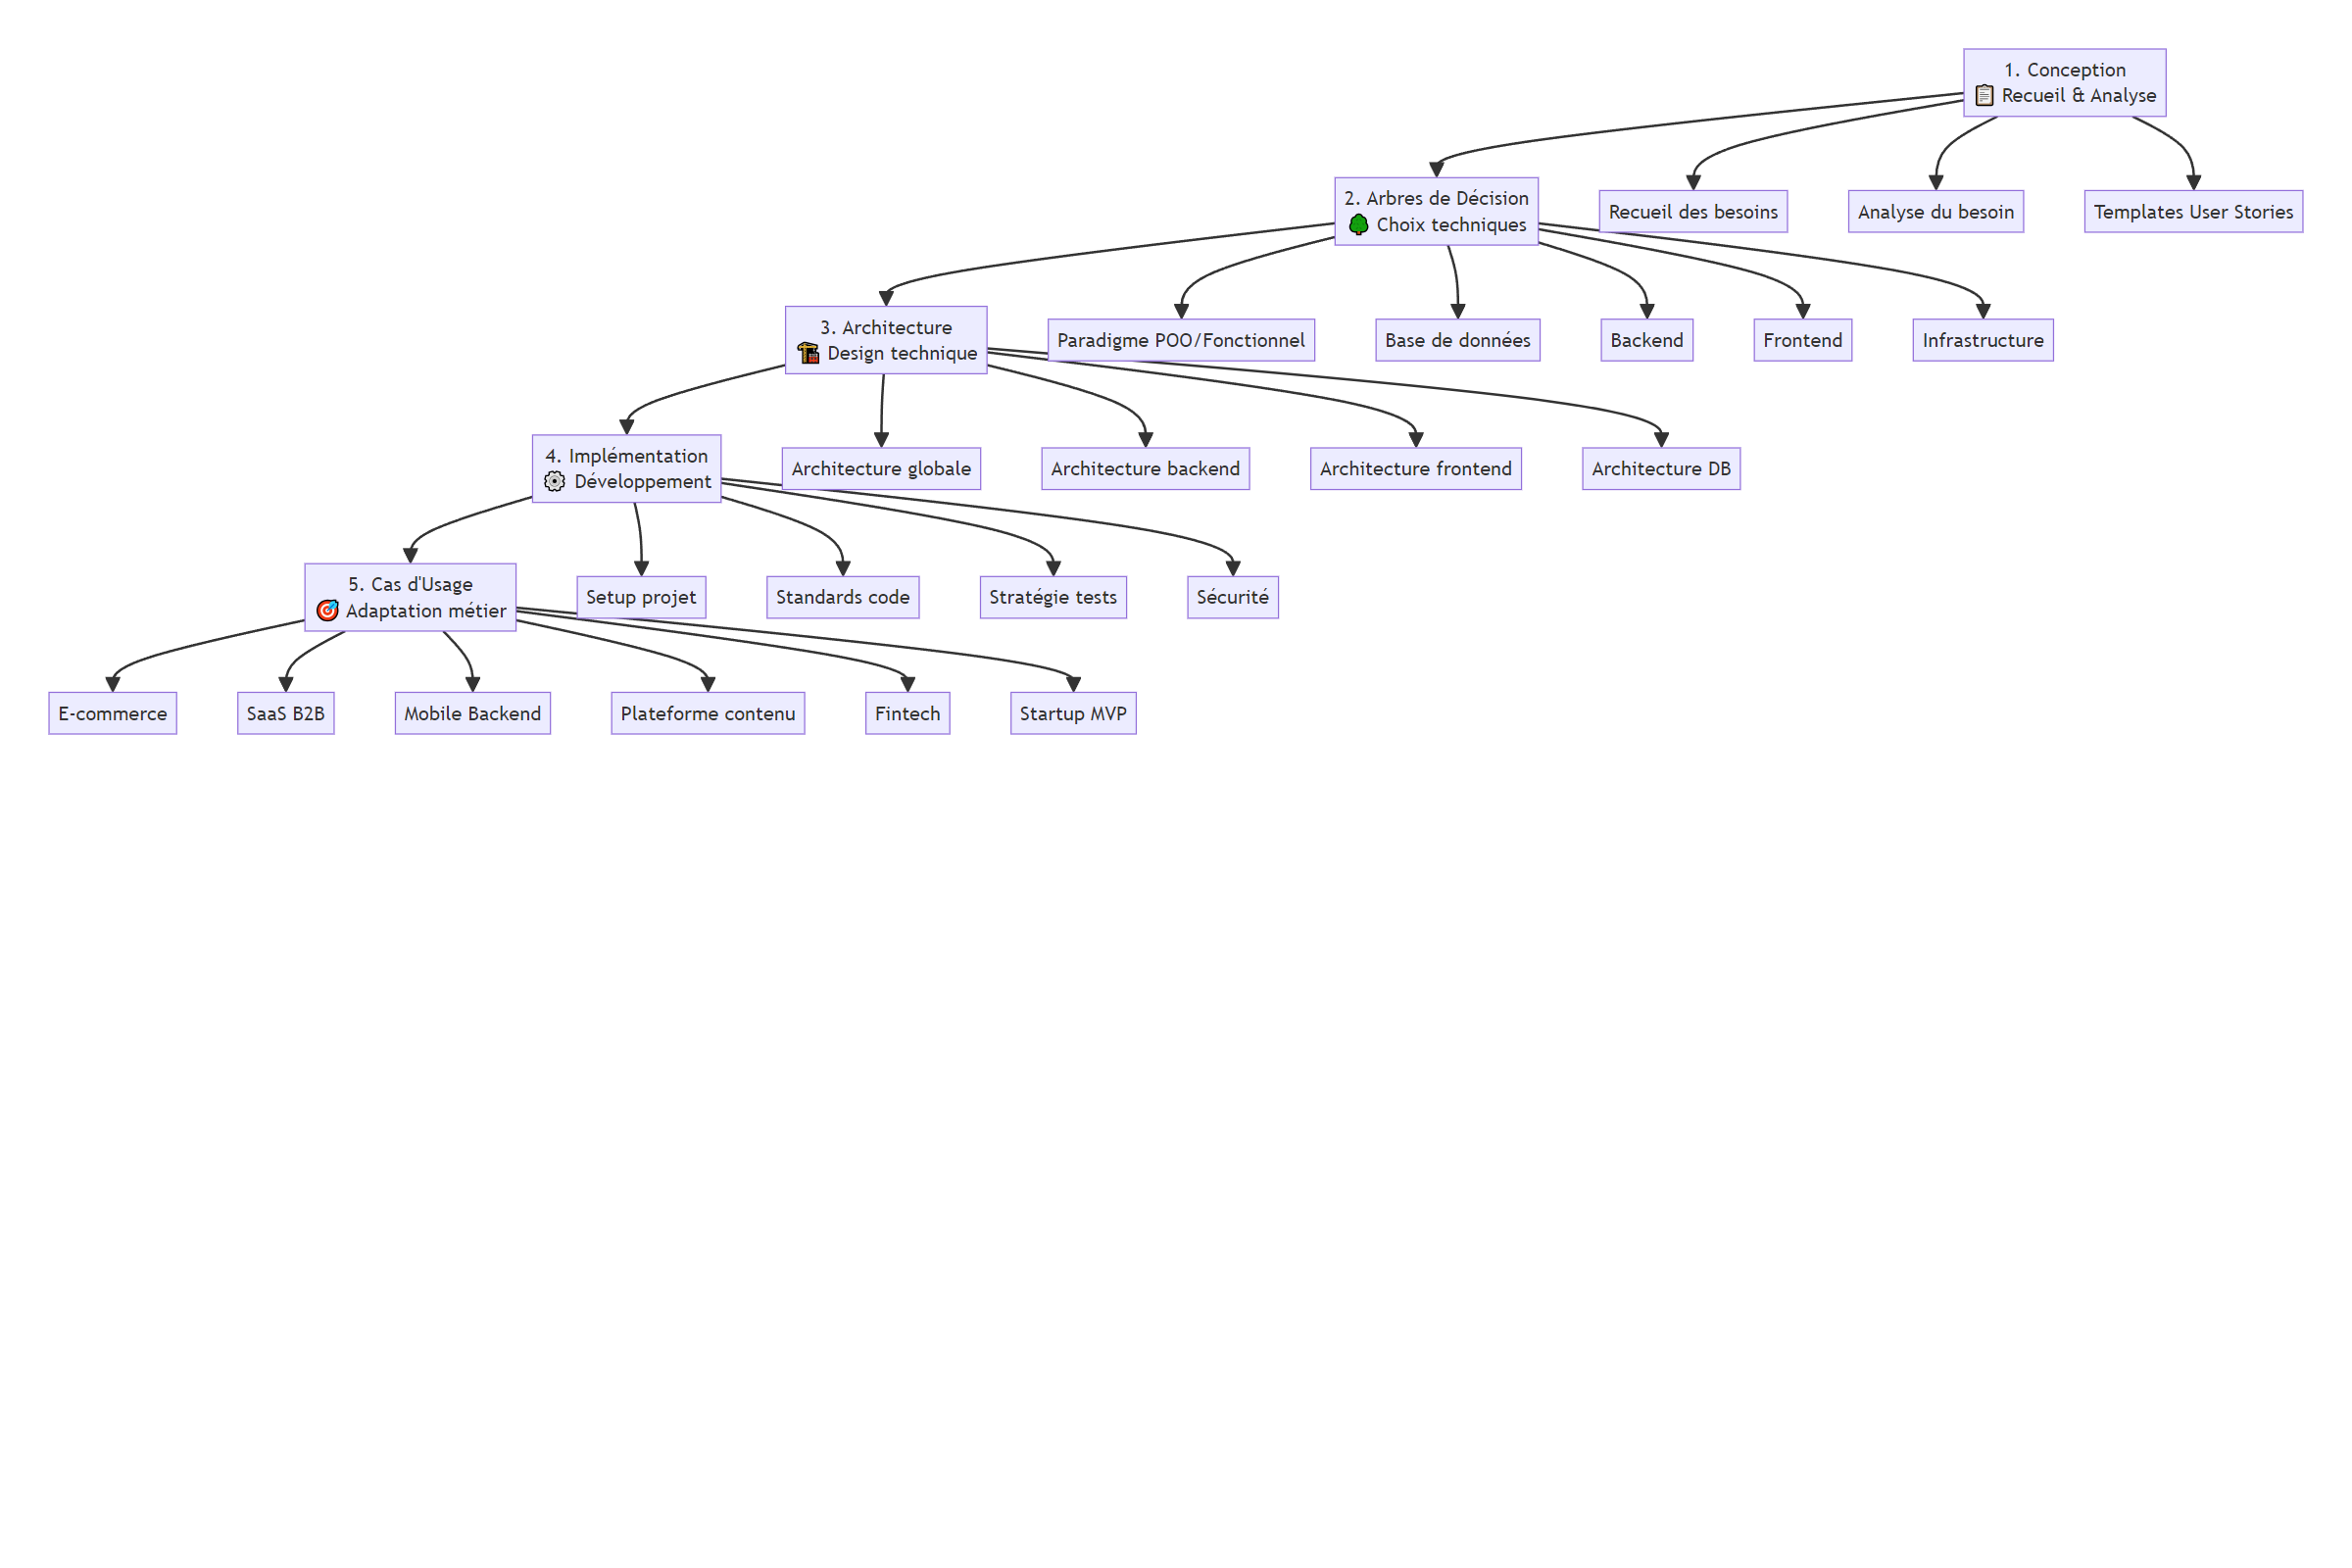 1. Conception
📋 Recueil & Analyse
2. Arbres de Décision
🌳 Choix techniques
Recueil des besoins
Analyse du besoin
Templates User Stories
3. Architecture
🏗️ Design technique
Paradigme POO/Fonctionnel
Base de données
Backend
Frontend
Infrastructure
4. Implémentation
⚙️ Développement
Architecture globale
Architecture backend
Architecture frontend
Architecture DB
5. Cas d'Usage
🎯 Adaptation métier
Setup projet
Standards code
Stratégie tests
Sécurité
E-commerce
SaaS B2B
Mobile Backend
Plateforme contenu
Fintech
Startup MVP